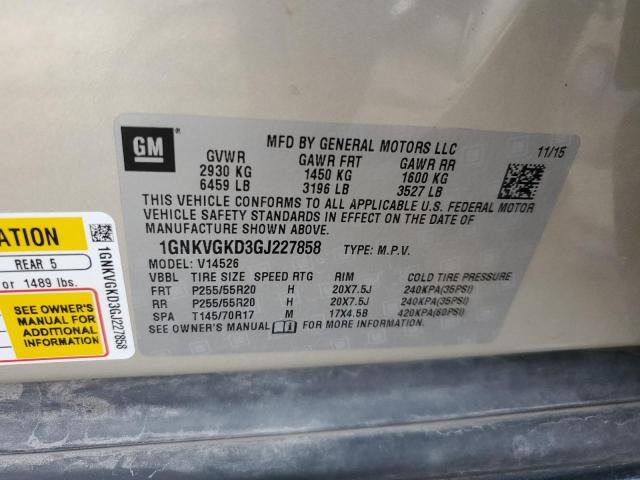 GM
MFD BY GENERAL MOTORS LLC
11/15
GVWR GAWR FRT GAWR RR
2930 KG 1450 KG 1600 KG
6459 LB 3196 LB 3527 LB
THIS VEHICLE CONFORMS TO ALL APPLICABLE U.S. FEDERAL MOTOR
VEHICLE SAFETY STANDARDS IN EFFECT ON THE DATE OF
MANUFACTURE SHOWN ABOVE.
1GNKVGKD3GJ227858 TYPE: M.P.V.
MODEL: V14526
VBBL TIRE SIZE SPEED RTG RIM COLD TIRE PRESSURE
FRT P255/55R20 H 20X7.5J 240KPA(35PSI)
RR P255/55R20 H 20X7.5J 240KPA(35PSI)
SPA T145/70R17 M 17X4.5B 420KPA(60PSI)
SEE OWNER'S MANUAL FOR MORE INFORMATION.
REAR 5
or 1489 lbs.
SEE OWNER'S
MANUAL FOR
ADDITIONAL
INFORMATION
1GNKVGKD3GJ227858